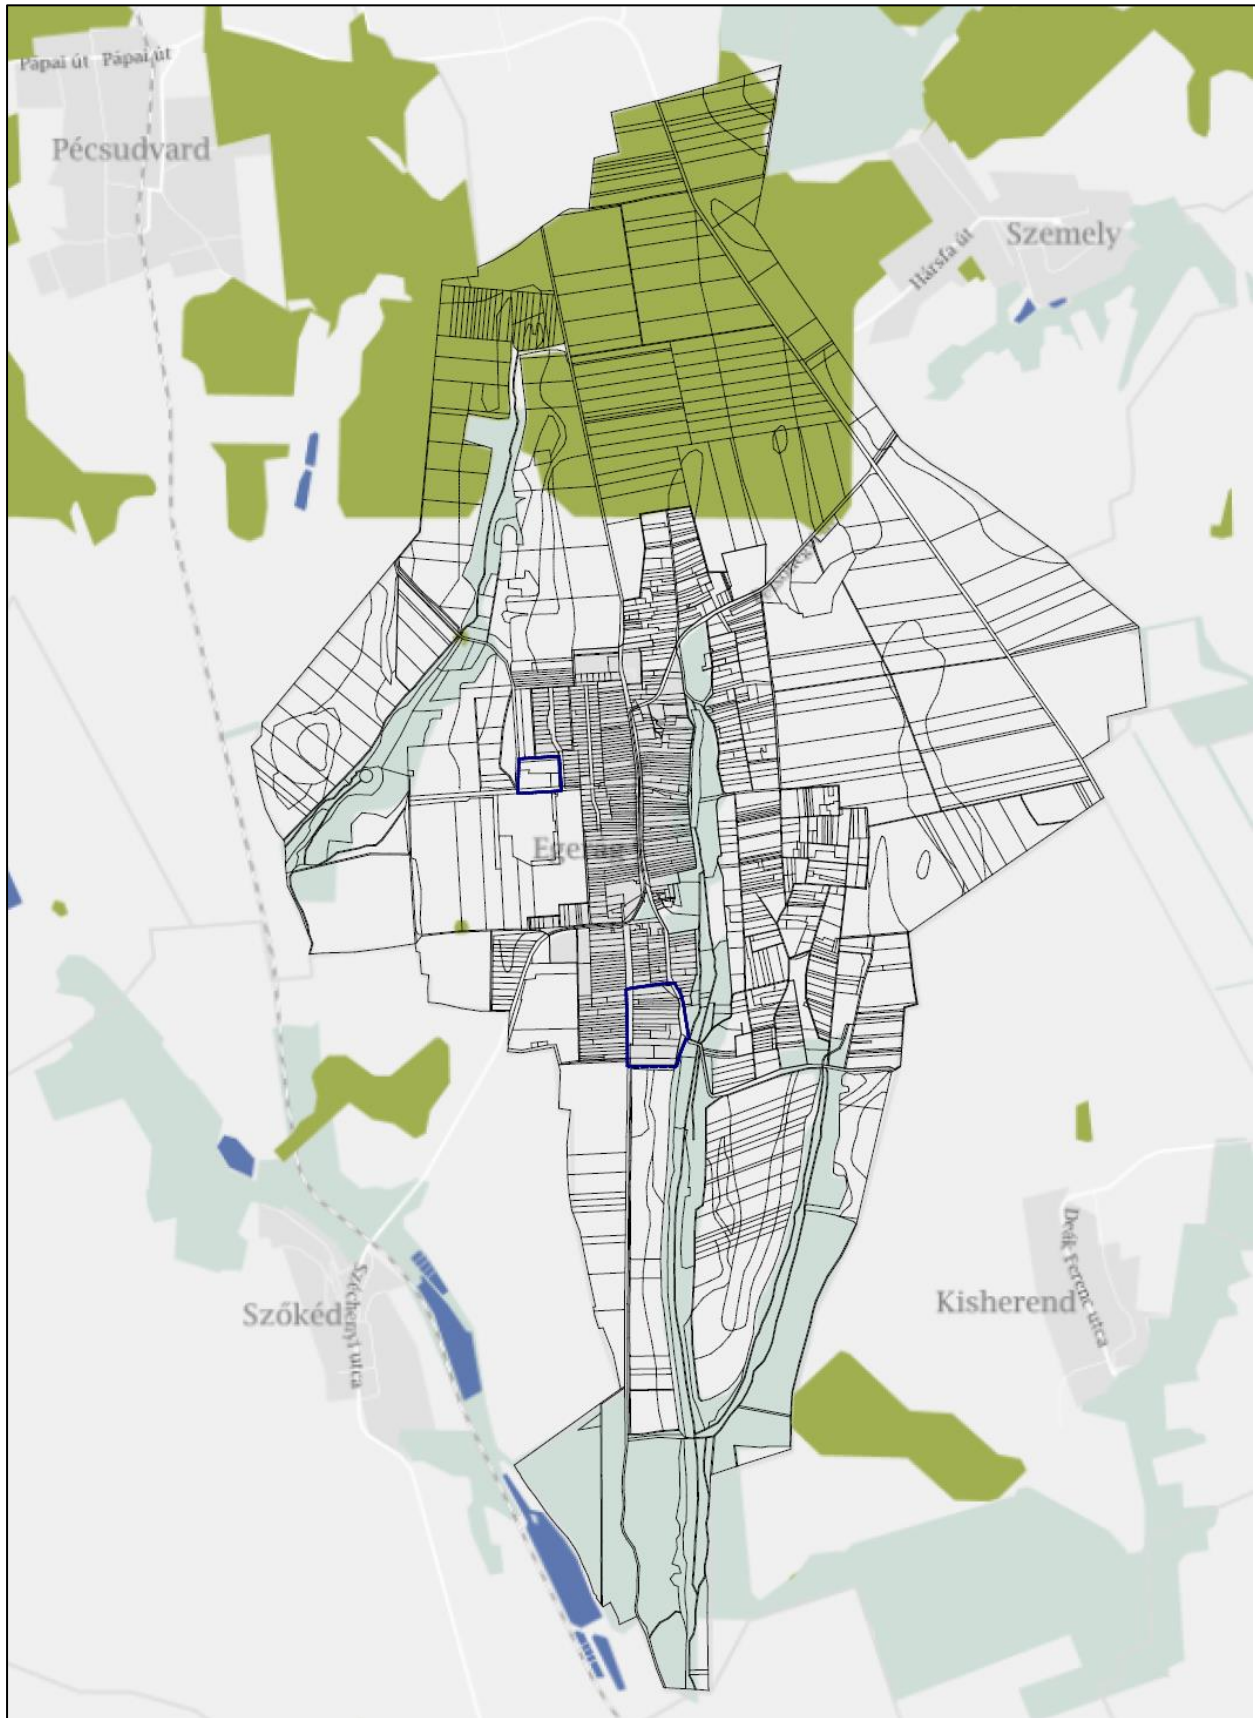 Pápai út Pápai út
Pécsudvard
Szemely
Hársfa út
Egerág
Szőkéd
Széchenyi utca
Kisherend
Deák Ferenc utca